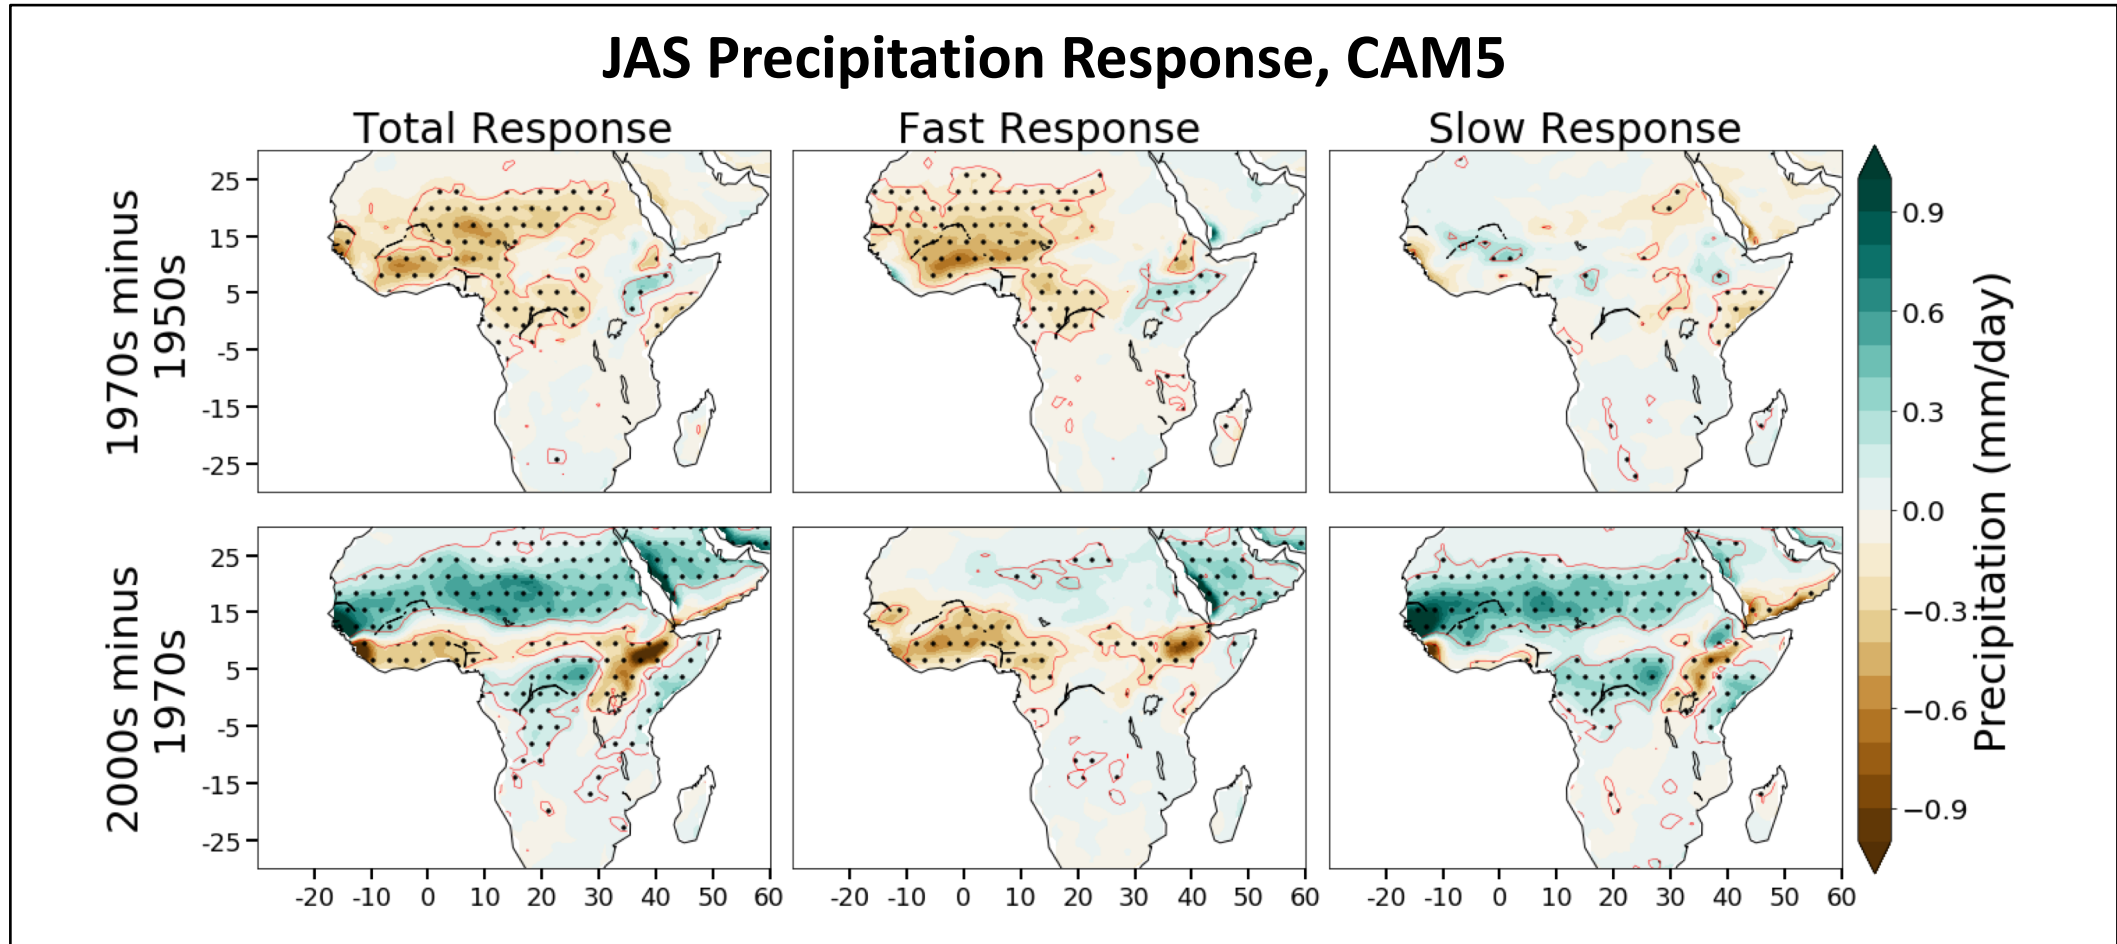 JAS Precipitation Response, CAM5
Total Response
Fast Response
Slow Response
1970s minus
1950s
25
15
5
-5
-15
-25
2000s minus
1970s
25
15
5
-5
-15
-25
-20 -10 0 10 20 30 40 50 60
-20 -10 0 10 20 30 40 50 60
-20 -10 0 10 20 30 40 50 60
0.9
0.6
0.3
0.0
−0.3
−0.6
−0.9
Precipitation (mm/day)